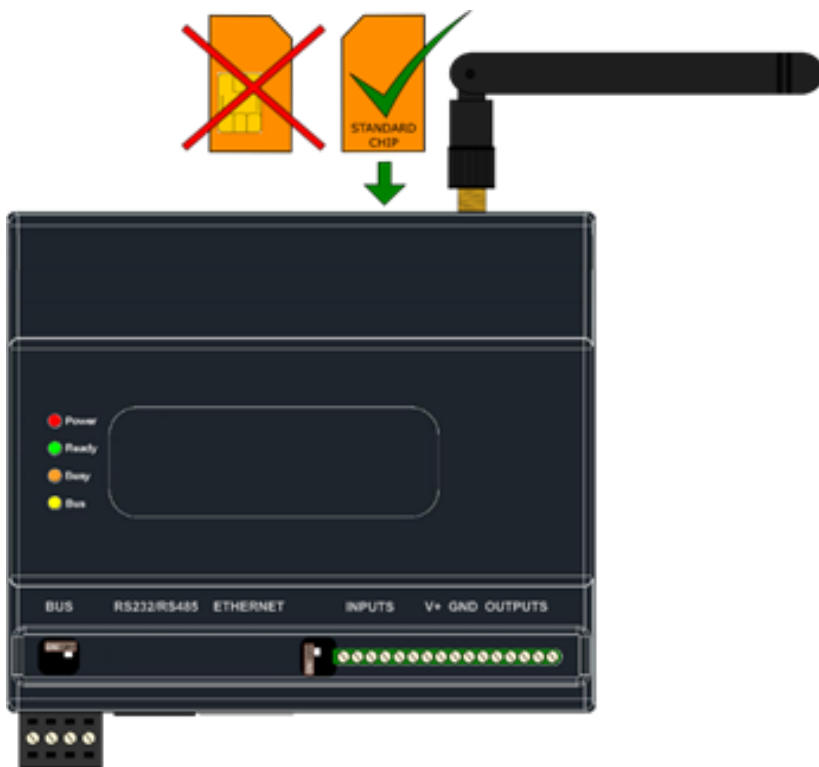 STANDARD
CHIP
Power
Ready
Busy
Bus
BUS RS232/RS485 ETHERNET INPUTS V+ GND OUTPUTS